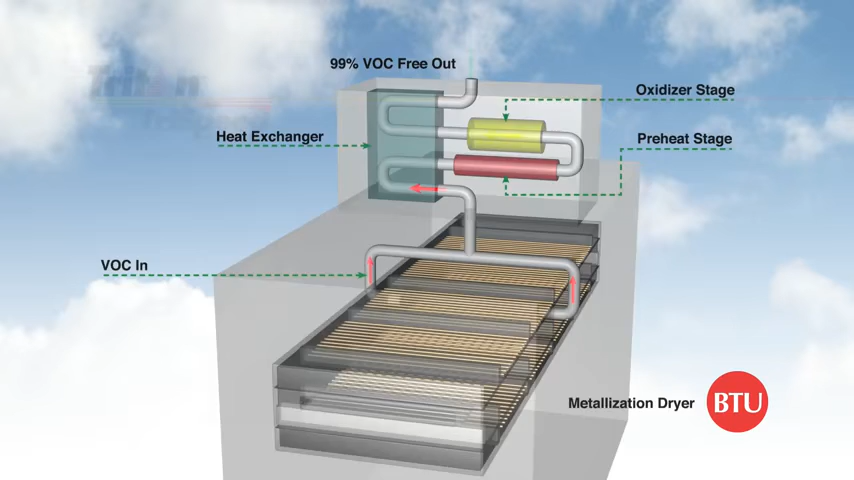 99% VOC Free Out
Oxidizer Stage
Heat Exchanger
Preheat Stage
VOC In
Metallization Dryer
BTU